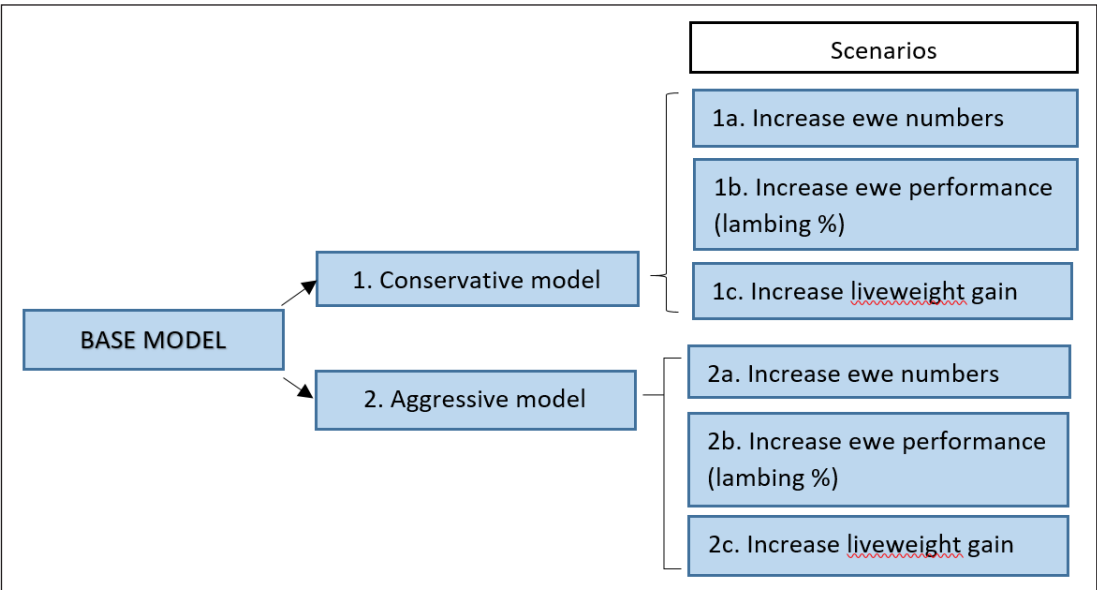 Scenarios
1a. Increase ewe numbers
1b. Increase ewe performance
(lambing %)
1. Conservative model
1c. Increase liveweight gain
BASE MODEL
2. Aggressive model
2a. Increase ewe numbers
2b. Increase ewe performance
(lambing %)
2c. Increase liveweight gain